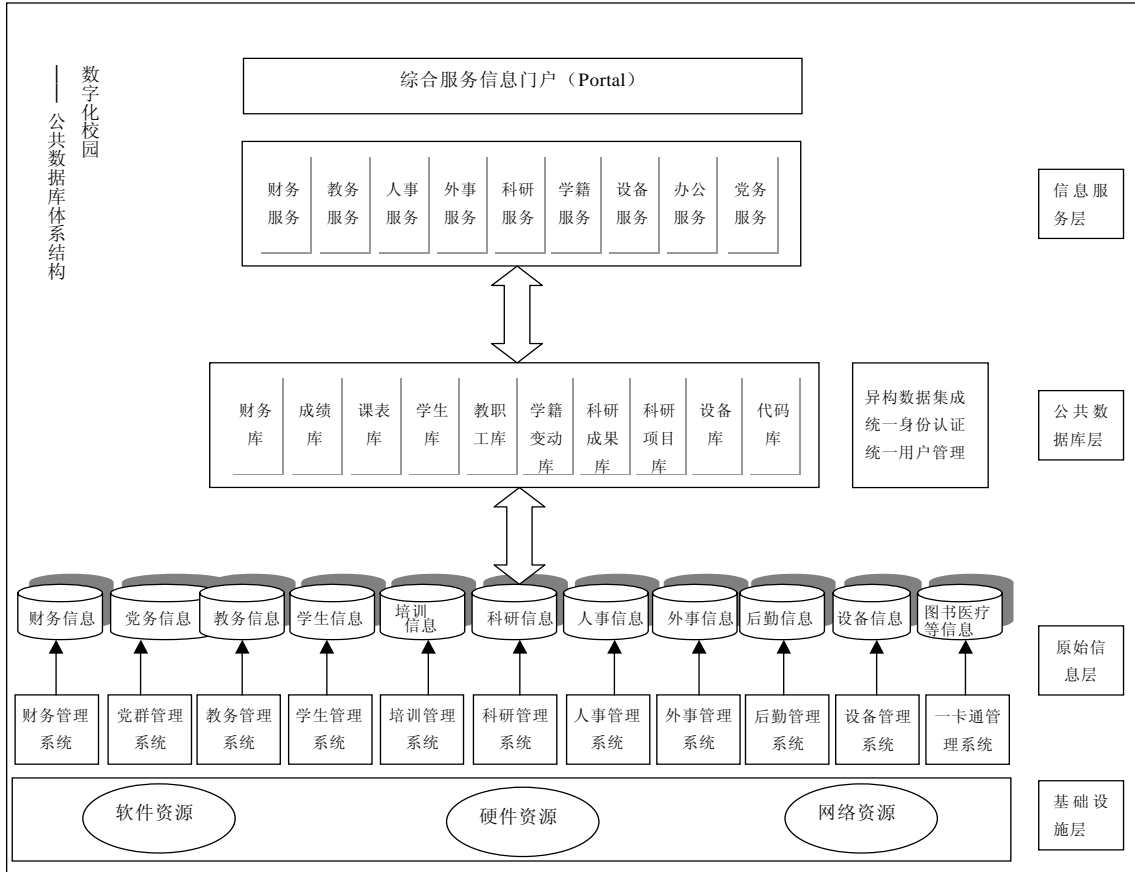 数字化校园
——公共数据库体系结构
综合服务信息门户（Portal）
财务
服务
教务
服务
人事
服务
外事
服务
科研
服务
学籍
服务
设备
服务
办公
服务
党务
服务
信息服
务层
财务
库
成绩
库
课表
库
学生
库
教职
工库
学籍
变动
库
科研
成果
库
科研
项目
库
设备
库
代码
库
异构数据集成
统一身份认证
统一用户管理
公共数
据库层
财务信息
党务信息
教务信息
学生信息
培训
信息
科研信息
人事信息
外事信息
后勤信息
设备信息
图书医疗
等信息
原始信
息层
财务管理
系统
党群管理
系统
教务管理
系统
学生管理
系统
培训管理
系统
科研管理
系统
人事管理
系统
外事管理
系统
后勤管理
系统
设备管理
系统
一卡通管
理系统
软件资源
硬件资源
网络资源
基础设
施层